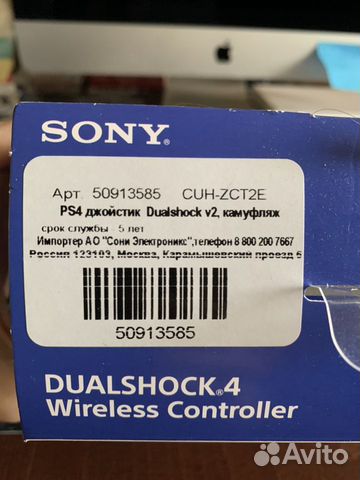 SONY®
Арт. 50913585 CUH-ZCT2E
PS4 джойстик Dualshock v2, камуфляж
срок службы - 5 лет
Импортер АО "Сони Электроникс",телефон 8 800 200 7667
Россия 123103, Москва, Карамышевский проезд 6
50913585
DUALSHOCK®4
Wireless Controller
Avito